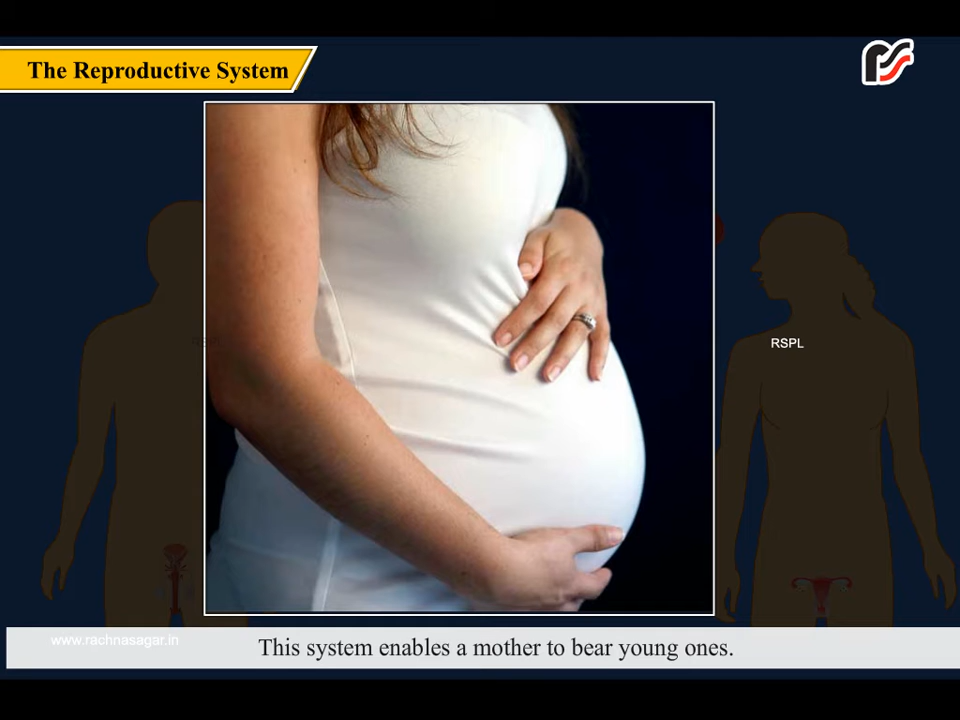 The Reproductive System
RSPL
www.rachnasagar.in
This system enables a mother to bear young ones.